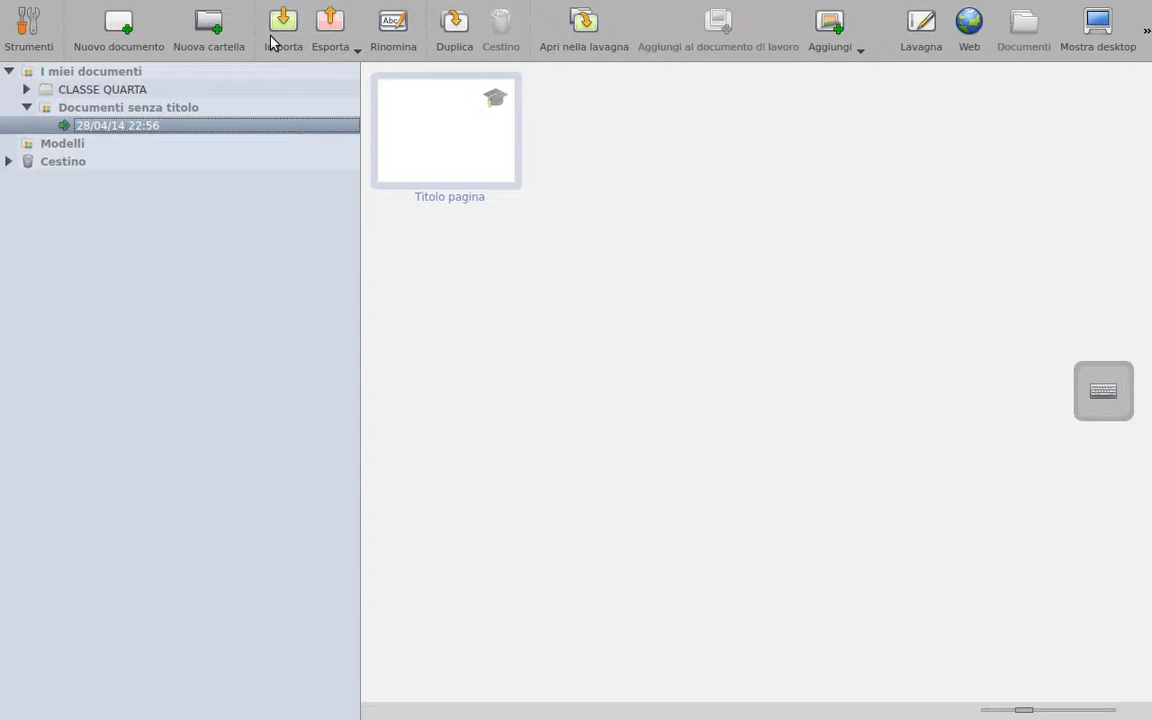 Strumenti
Nuovo documento
Nuova cartella
Importa
Esporta
Abc
Rinomina
Duplica
Cestino
Apri nella lavagna
Aggiungi al documento di lavoro
Aggiungi
Lavagna
Web
Documenti
Mostra desktop
»
I miei documenti
CLASSE QUARTA
Documenti senza titolo
28/04/14 22:56
Modelli
Cestino
Titolo pagina